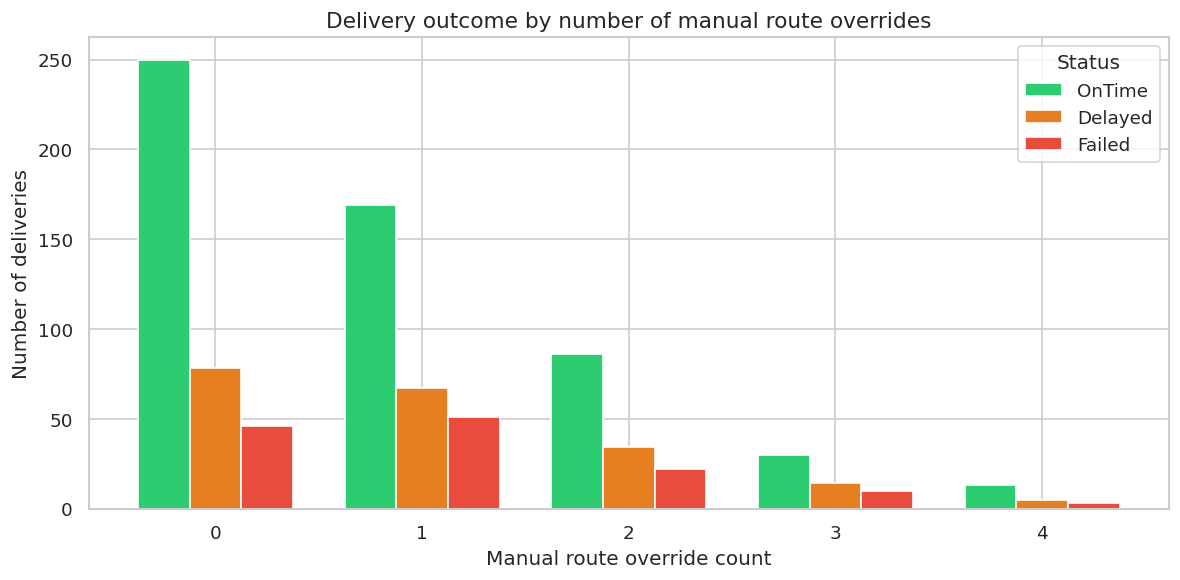 Delivery outcome by number of manual route overrides
Status
OnTime
Delayed
Failed
Number of deliveries
250
200
150
100
50
0
0 1 2 3 4
Manual route override count